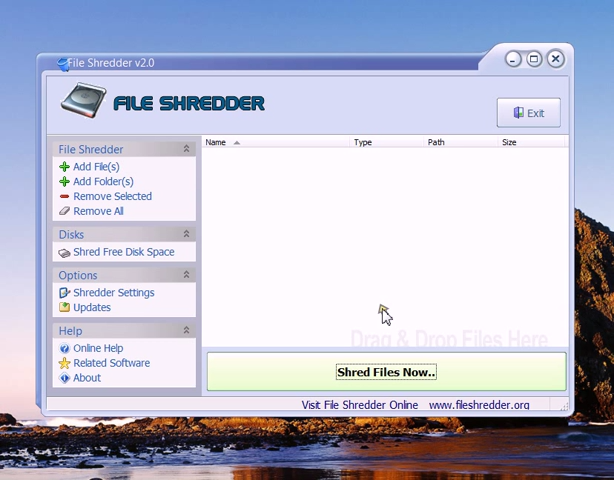 File Shredder v2.0
FILE SHREDDER
Exit
File Shredder
Add File(s)
Add Folder(s)
Remove Selected
Remove All
Disks
Shred Free Disk Space
Options
Shredder Settings
Updates
Help
Online Help
Related Software
About
Name Type Path Size
Drag & Drop Files Here
Shred Files Now..
Visit File Shredder Online www.fileshredder.org